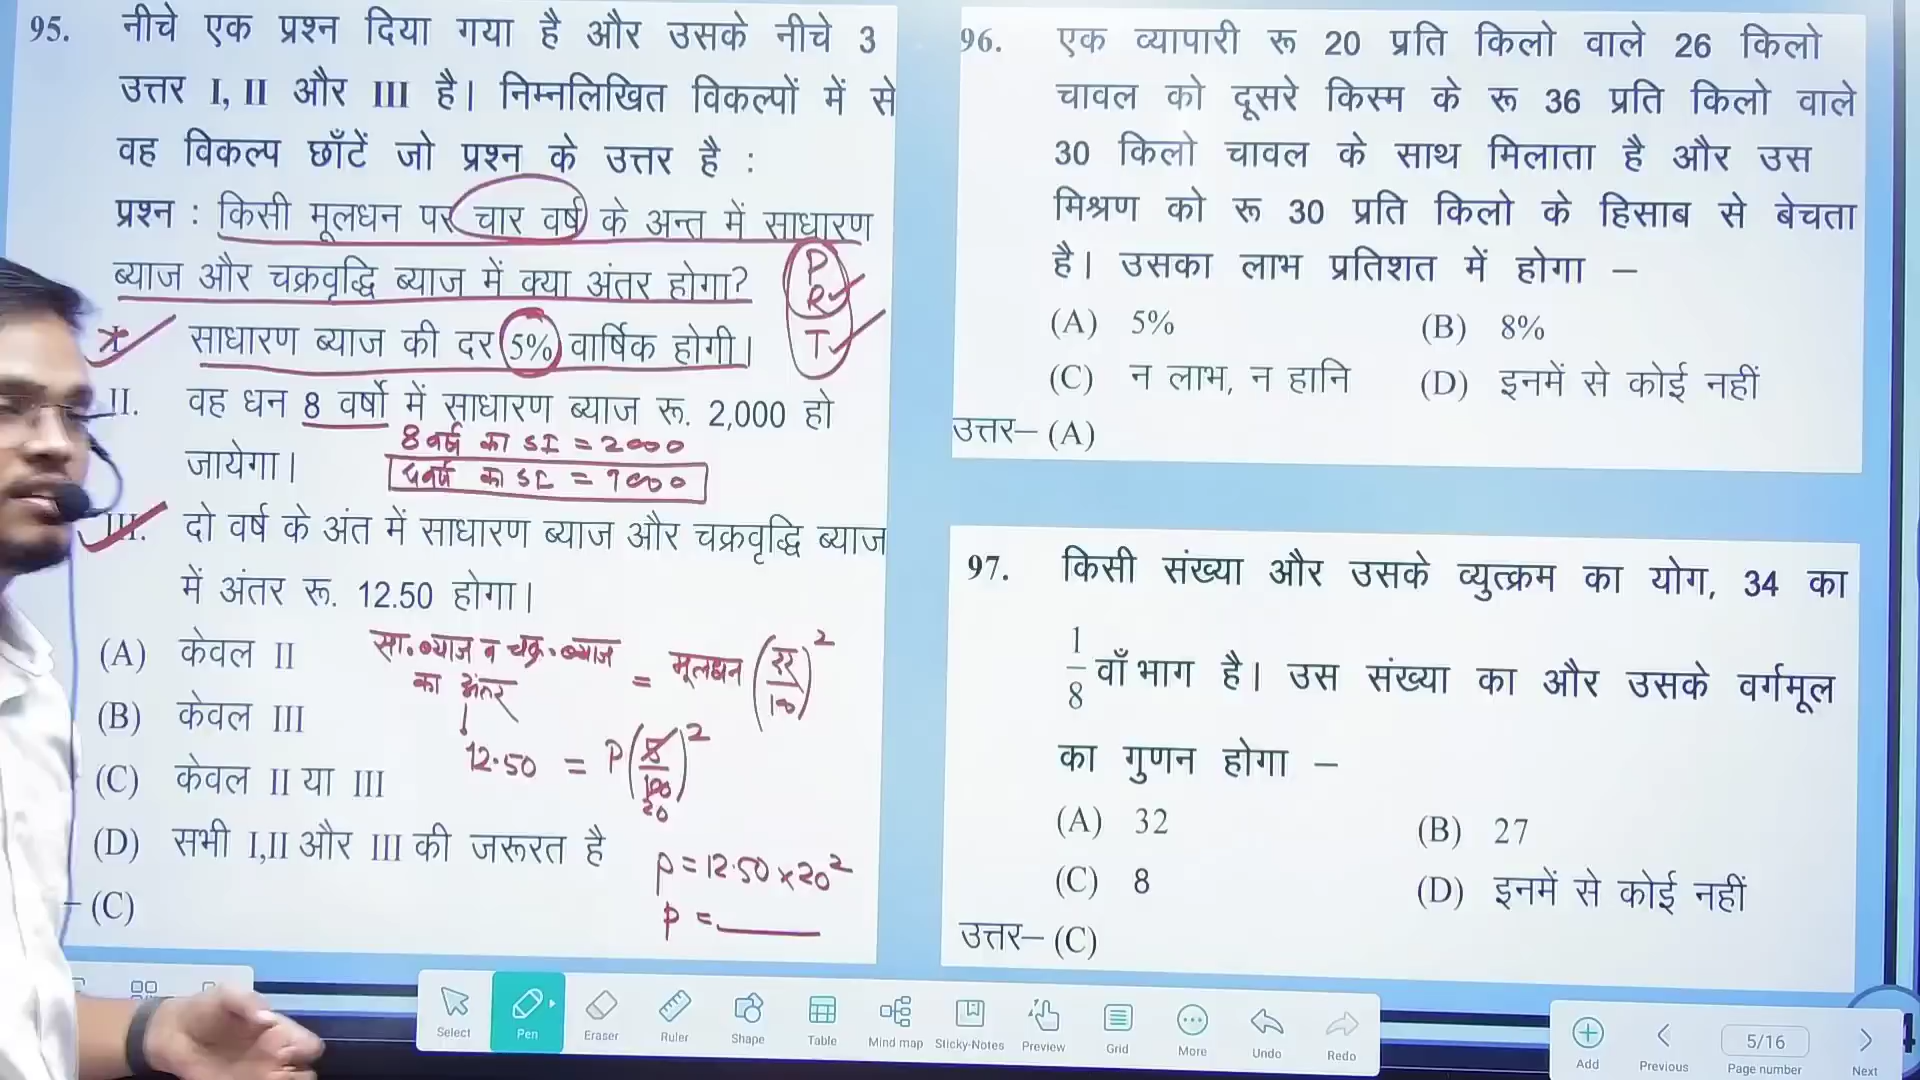 95. नीचे एक प्रश्न दिया गया है और उसके नीचे 3
उत्तर I, II और III है। निम्नलिखित विकल्पों में से
वह विकल्प छाँटें जो प्रश्न के उत्तर है :
प्रश्न : किसी मूलधन पर चार वर्ष के अन्त में साधारण
ब्याज और चक्रवृद्धि ब्याज में क्या अंतर होगा?
P
R
T
साधारण ब्याज की दर 5% वार्षिक होगी।
II. वह धन 8 वर्षो में साधारण ब्याज रू. 2,000 हो
जायेगा।
8 वर्ष का SI = 2000
4 वर्ष का SI = 1000
III. दो वर्ष के अंत में साधारण ब्याज और चक्रवृद्धि ब्याज
में अंतर रू. 12.50 होगा।
(A) केवल II
(B) केवल III
(C) केवल II या III
(D) सभी I,II और III की जरूरत है
– (C)
सा. ब्याज व चक्र. ब्याज
का अंतर = मूलधन (दर/100)²
12.50 = P(5/100)²
20
P = 12.50 × 20²
P =
96. एक व्यापारी रू 20 प्रति किलो वाले 26 किलो
चावल को दूसरे किस्म के रू 36 प्रति किलो वाले
30 किलो चावल के साथ मिलाता है और उस
मिश्रण को रू 30 प्रति किलो के हिसाब से बेचता
है। उसका लाभ प्रतिशत में होगा –
(A) 5% (B) 8%
(C) न लाभ, न हानि (D) इनमें से कोई नहीं
उत्तर– (A)
97. किसी संख्या और उसके व्युत्क्रम का योग, 34 का
1/8 वाँ भाग है। उस संख्या का और उसके वर्गमूल
का गुणन होगा –
(A) 32 (B) 27
(C) 8 (D) इनमें से कोई नहीं
उत्तर– (C)
Select Pen Eraser Ruler Shape Table Mind map Sticky-Notes Preview Grid More Undo Redo
Add Previous 5/16 Page number Next